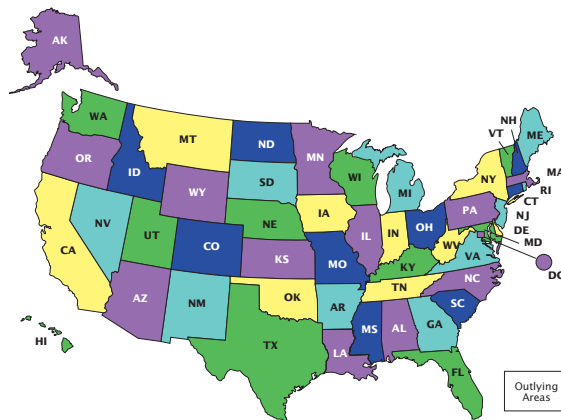 AK
WA
MT
ND
MN
OR
ID
SD
WI
MI
NY
VT
NH
ME
MA
RI
CT
NJ
DE
MD
DC
WY
IA
NE
NV
UT
CO
KS
MO
IL
IN
OH
PA
WV
VA
KY
CA
AZ
NM
OK
AR
TN
NC
SC
TX
LA
MS
AL
GA
FL
HI
Outlying
Areas